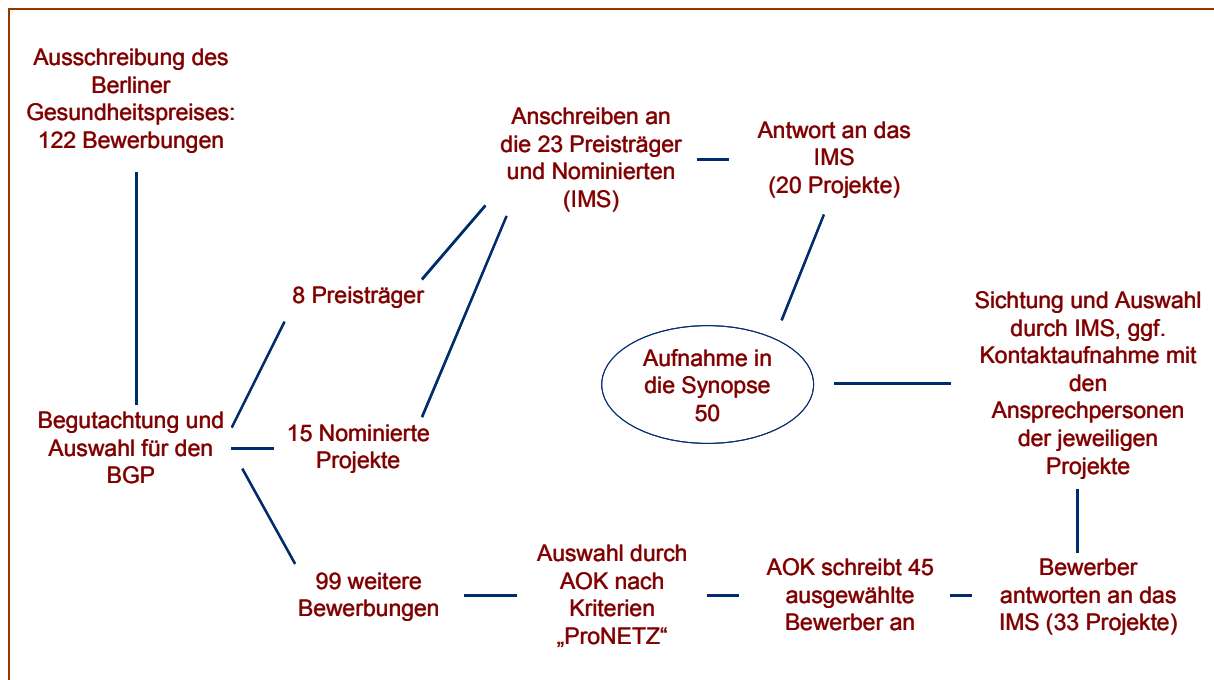 Ausschreibung des
Berliner
Gesundheitspreises:
122 Bewerbungen
Anschreiben an
die 23 Preisträger
und Nominierten
(IMS)
Antwort an das
IMS
(20 Projekte)
8 Preisträger
Sichtung und Auswahl
durch IMS, ggf.
Kontaktaufnahme mit
den
Ansprechpersonen
der jeweiligen
Projekte
Aufnahme in
die Synopse
50
Begutachtung und
Auswahl für den
BGP
15 Nominierte
Projekte
99 weitere
Bewerbungen
Auswahl durch
AOK nach
Kriterien
„ProNETZ“
AOK schreibt 45
ausgewählte
Bewerber an
Bewerber
antworten an das
IMS (33 Projekte)